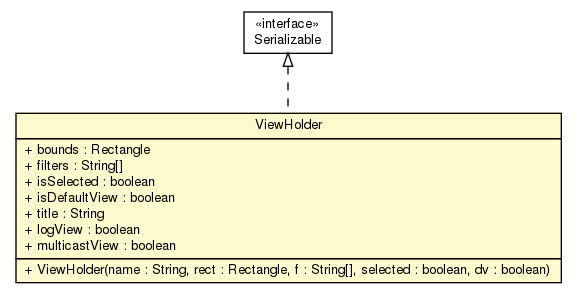 «interface»
Serializable
ViewHolder
+ bounds : Rectangle
+ filters : String[]
+ isSelected : boolean
+ isDefaultView : boolean
+ title : String
+ logView : boolean
+ multicastView : boolean
+ ViewHolder(name : String, rect : Rectangle, f : String[], selected : boolean, dv : boolean)